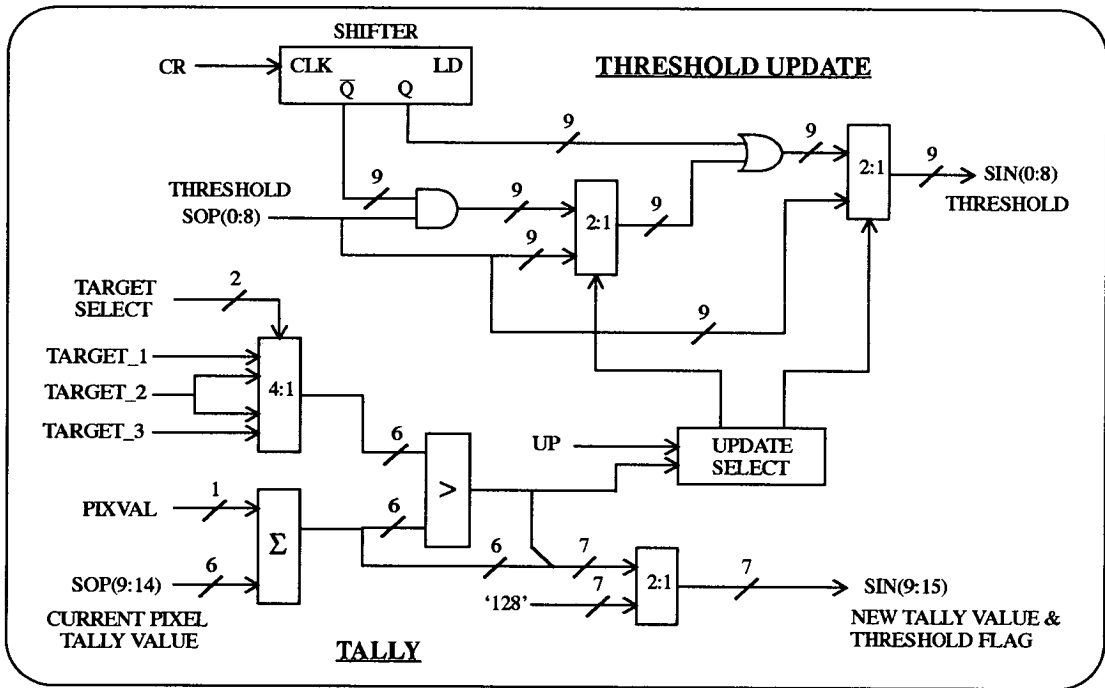 SHIFTER
CR
CLK
LD
Q
Q
THRESHOLD UPDATE
9
9
2:1
9
SIN(0:8)
THRESHOLD
THRESHOLD
SOP(0:8)
9
9
2:1
9
9
9
TARGET
SELECT
2
TARGET_1
TARGET_2
TARGET_3
4:1
6
>
UP
UPDATE
SELECT
PIXVAL
1
Σ
6
SOP(9:14)
6
CURRENT PIXEL
TALLY VALUE
6
7
'128'
7
2:1
7
SIN(9:15)
NEW TALLY VALUE &
THRESHOLD FLAG
TALLY